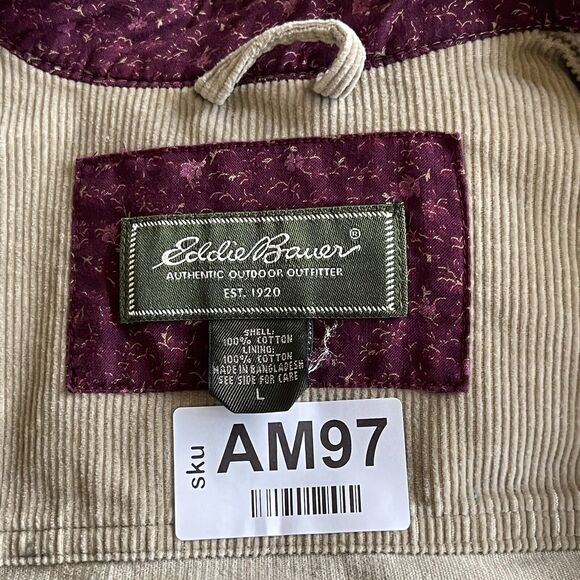 Eddie Bauer®
AUTHENTIC OUTDOOR OUTFITTER
EST. 1920
SHELL:
100% COTTON
LINING:
100% COTTON
MADE IN BANGLADESH
SEE SIDE FOR CARE
L
sku AM97